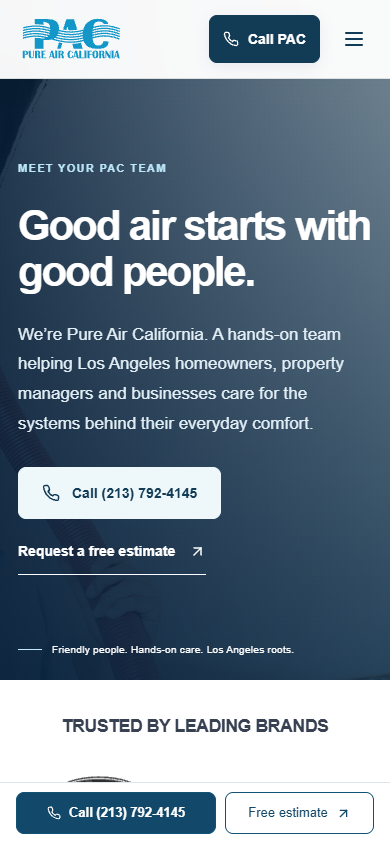 PAC
PURE AIR CALIFORNIA
Call PAC
MEET YOUR PAC TEAM
Good air starts with
good people.
We’re Pure Air California. A hands-on team
helping Los Angeles homeowners, property
managers and businesses care for the
systems behind their everyday comfort.
Call (213) 792-4145
Request a free estimate
Friendly people. Hands-on care. Los Angeles roots.
TRUSTED BY LEADING BRANDS
Call (213) 792-4145
Free estimate